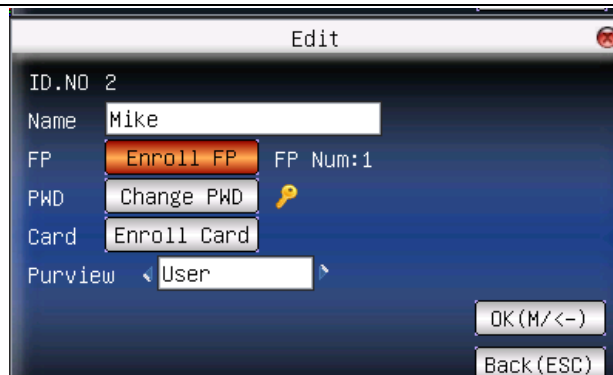 Edit
ID.NO 2
Name Mike
FP Enroll FP FP Num:1
PWD Change PWD
Card Enroll Card
Purview User
OK(M/<-)
Back(ESC)